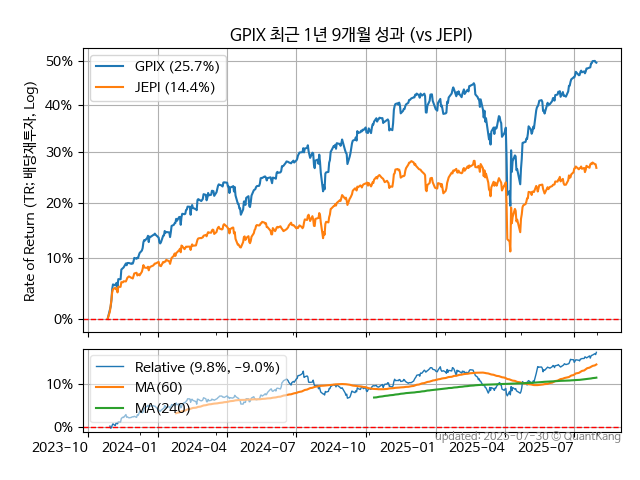 GPIX 최근 1년 9개월 성과 (vs JEPI)
Rate of Return (TR: 배당재투자, Log)
50%
40%
30%
20%
10%
0%
GPIX (25.7%)
JEPI (14.4%)
10%
0%
Relative (9.8%, −9.0%)
MA(60)
MA(240)
2023-10 2024-01 2024-04 2024-07 2024-10 2025-01 2025-04 2025-07
updated: 2025-07-30 © QuantKang